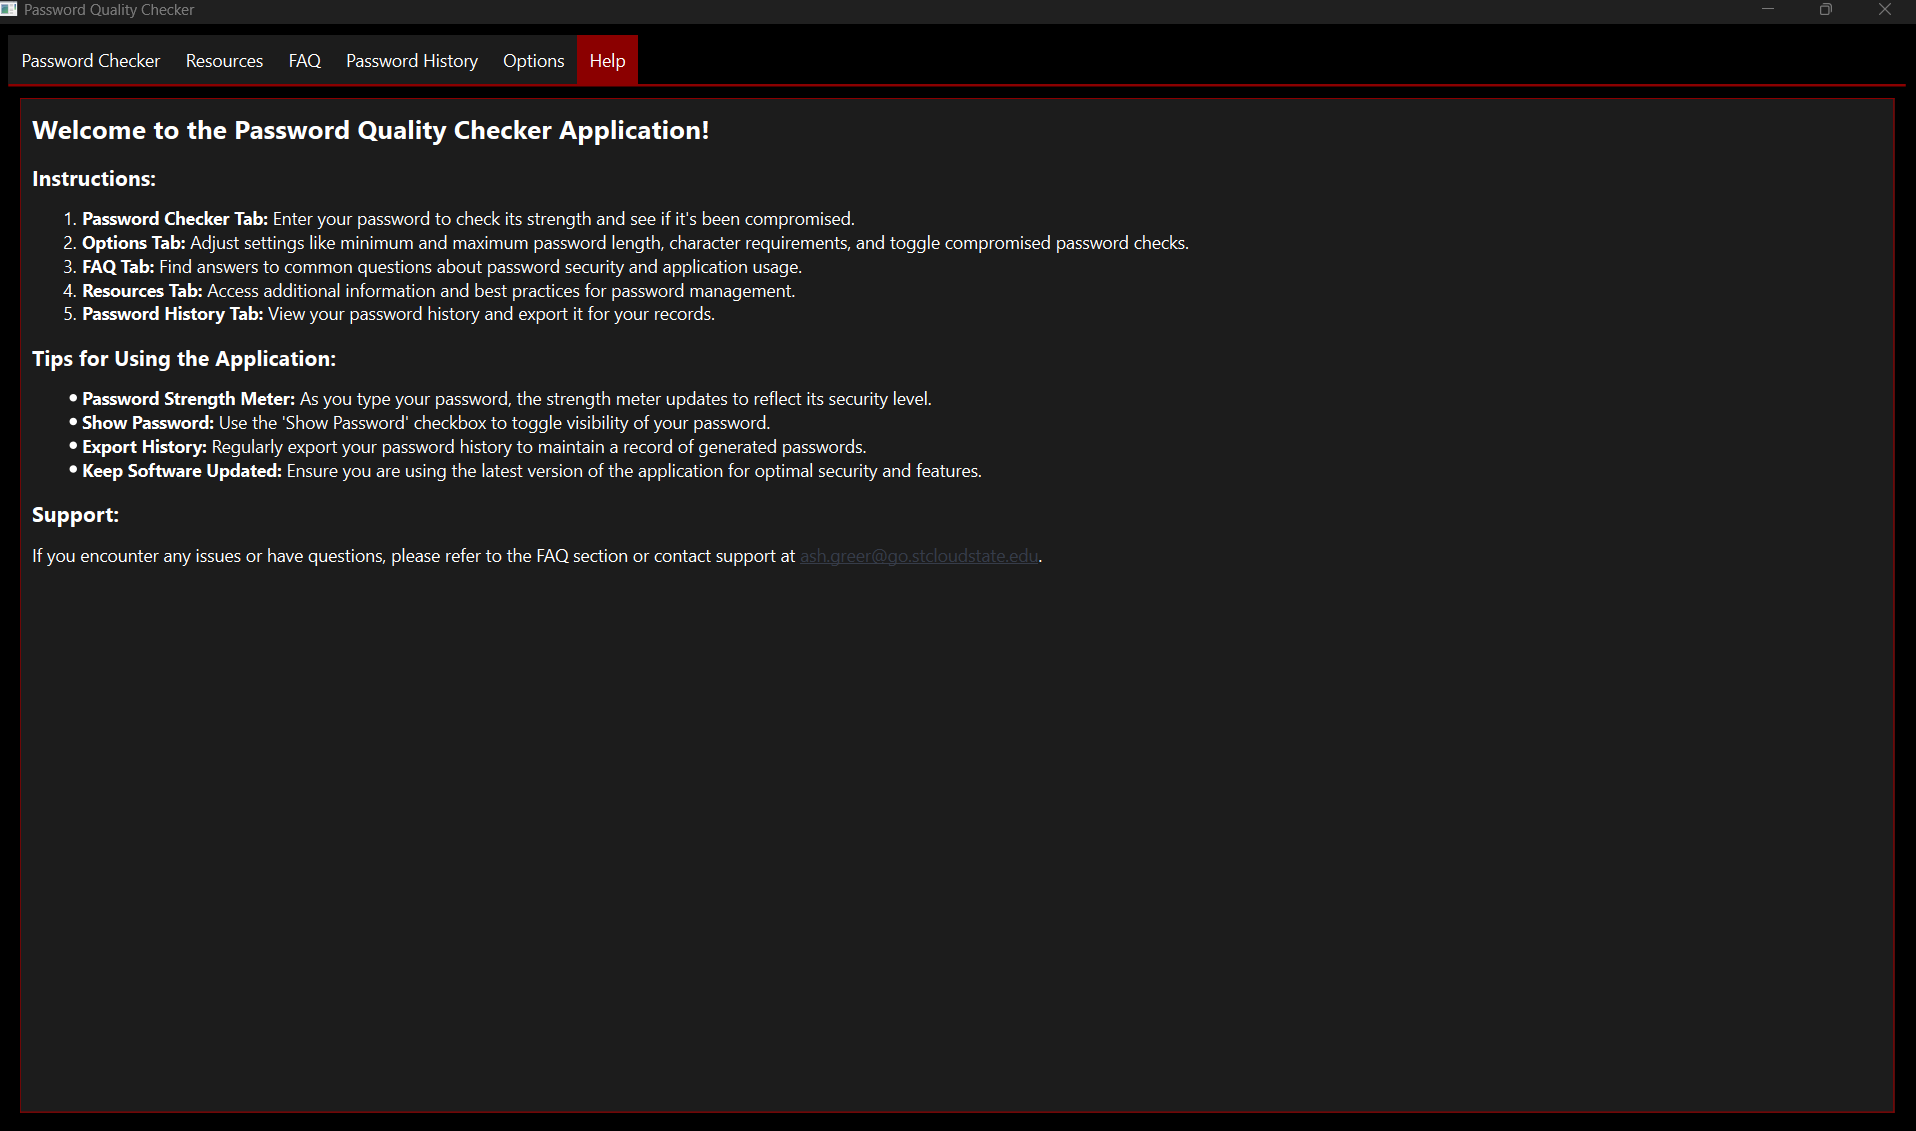 Password Quality Checker
Password Checker Resources FAQ Password History Options Help
Welcome to the Password Quality Checker Application!
Instructions:
1. Password Checker Tab: Enter your password to check its strength and see if it's been compromised.
2. Options Tab: Adjust settings like minimum and maximum password length, character requirements, and toggle compromised password checks.
3. FAQ Tab: Find answers to common questions about password security and application usage.
4. Resources Tab: Access additional information and best practices for password management.
5. Password History Tab: View your password history and export it for your records.
Tips for Using the Application:
• Password Strength Meter: As you type your password, the strength meter updates to reflect its security level.
• Show Password: Use the 'Show Password' checkbox to toggle visibility of your password.
• Export History: Regularly export your password history to maintain a record of generated passwords.
• Keep Software Updated: Ensure you are using the latest version of the application for optimal security and features.
Support:
If you encounter any issues or have questions, please refer to the FAQ section or contact support at ash.greer@go.stcloudstate.edu.